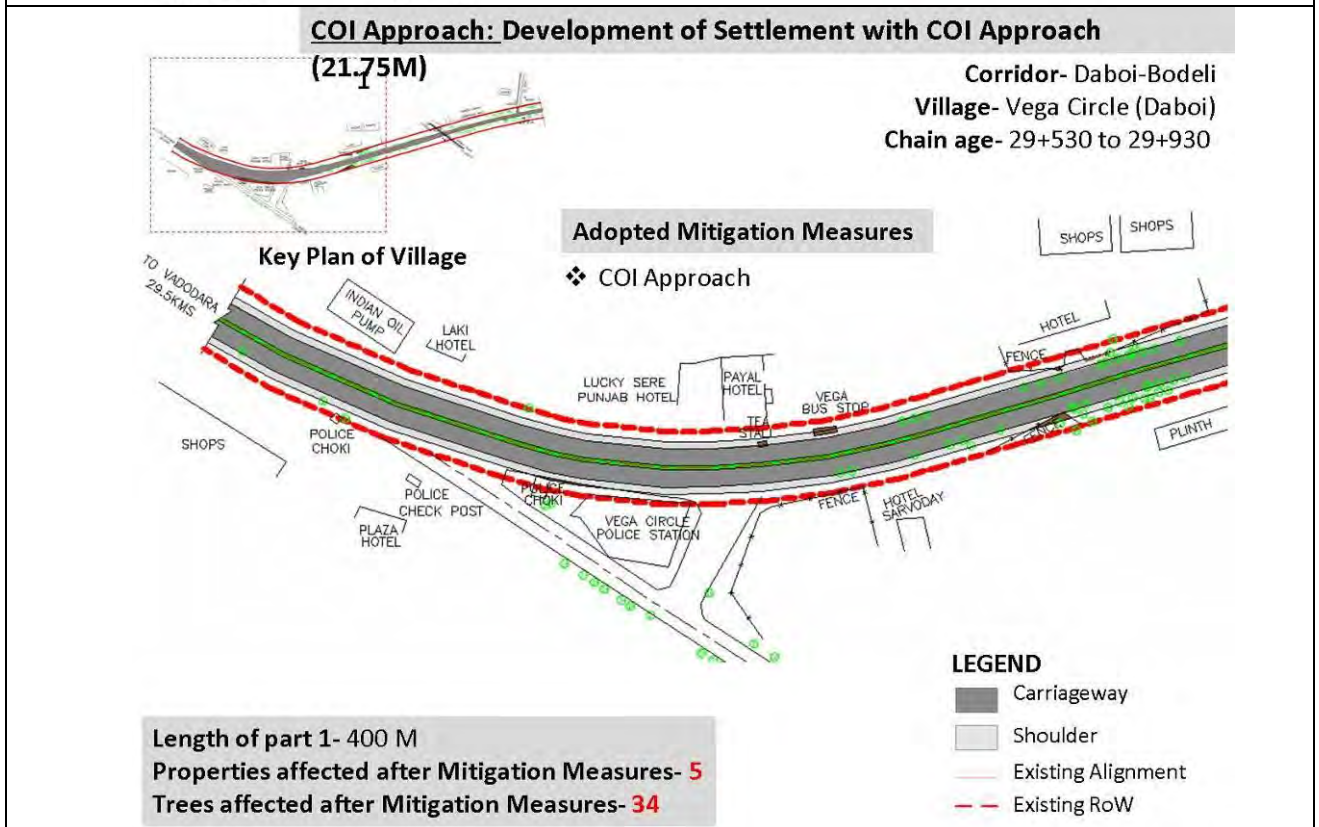 COI Approach: Development of Settlement with COI Approach
(21.75M)
1
Corridor- Daboi-Bodeli
Village- Vega Circle (Daboi)
Chain age- 29+530 to 29+930
Key Plan of Village
Adopted Mitigation Measures
❖ COI Approach
SHOPS
SHOPS
TO VADODARA
29.5KMS
INDIAN OIL
PUMP
LAKI
HOTEL
LUCKY SERE
PUNJAB HOTEL
PAYAL
HOTEL
TEA
STALL
VEGA
BUS STOP
HOTEL
FENCE
FENCE
PLINTH
SHOPS
POLICE
CHOKI
POLICE
CHECK POST
PLAZA
HOTEL
POLICE
CHOKI
VEGA CIRCLE
POLICE STATION
FENCE
HOTEL
SARVODAY
LEGEND
Carriageway
Shoulder
Existing Alignment
Existing RoW
Length of part 1- 400 M
Properties affected after Mitigation Measures- 5
Trees affected after Mitigation Measures- 34